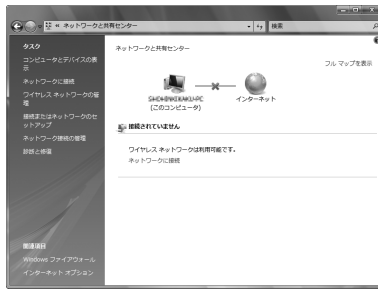 ネットワークと共有センター
検索
タスク
コンピュータとデバイスの表
示
ネットワークに接続
ワイヤレス ネットワークの管
理
接続またはネットワークのセ
ットアップ
ネットワーク接続の管理
診断と修復
関連項目
Windows ファイアウォール
インターネット オプション
ネットワークと共有センター
フル マップを表示
(このコンピュータ)
インターネット
接続されていません
ワイヤレス ネットワークは利用可能です。
ネットワークに接続